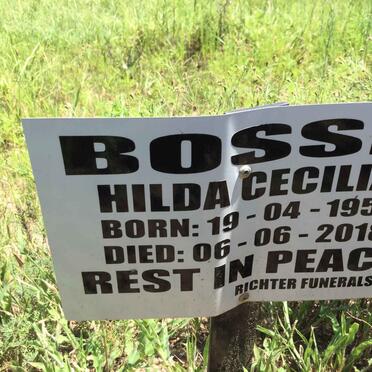 BOSS
HILDA CECILI
BORN: 19 - 04 - 195
DIED: 06 - 06 - 2018
REST IN PEAC
RICHTER FUNERALS